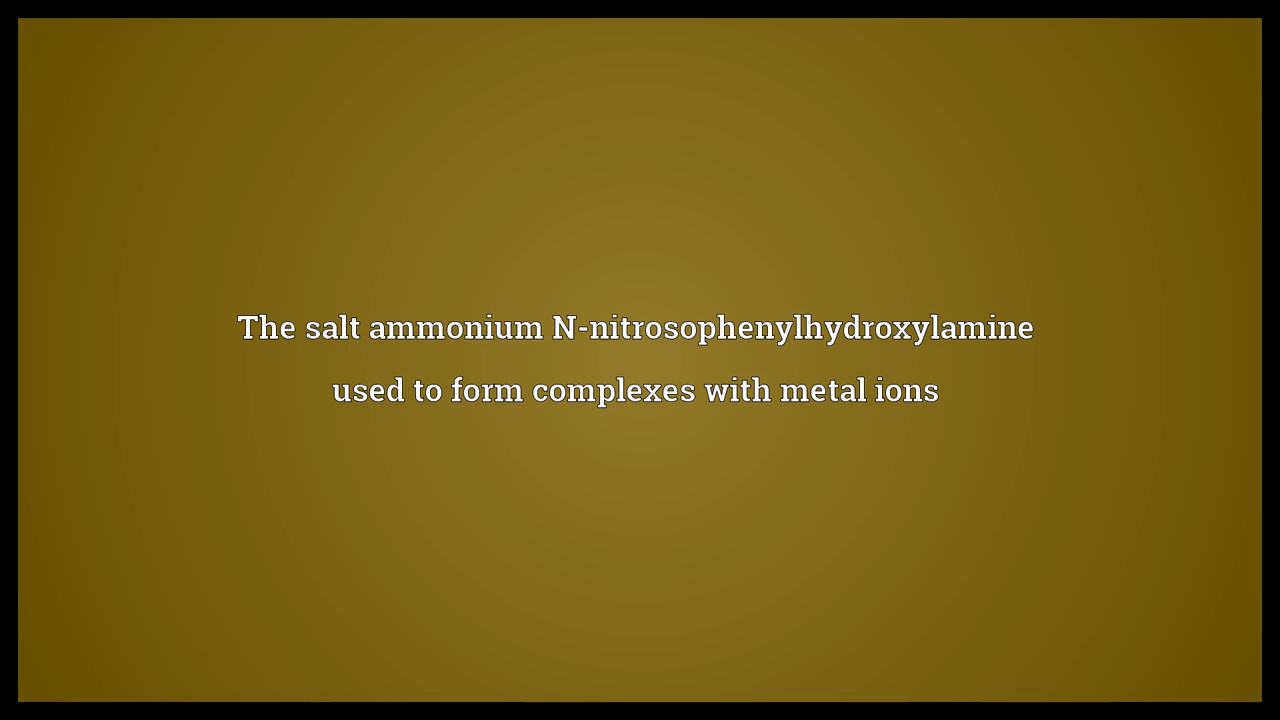 The salt ammonium N-nitrosophenylhydroxylamine
used to form complexes with metal ions